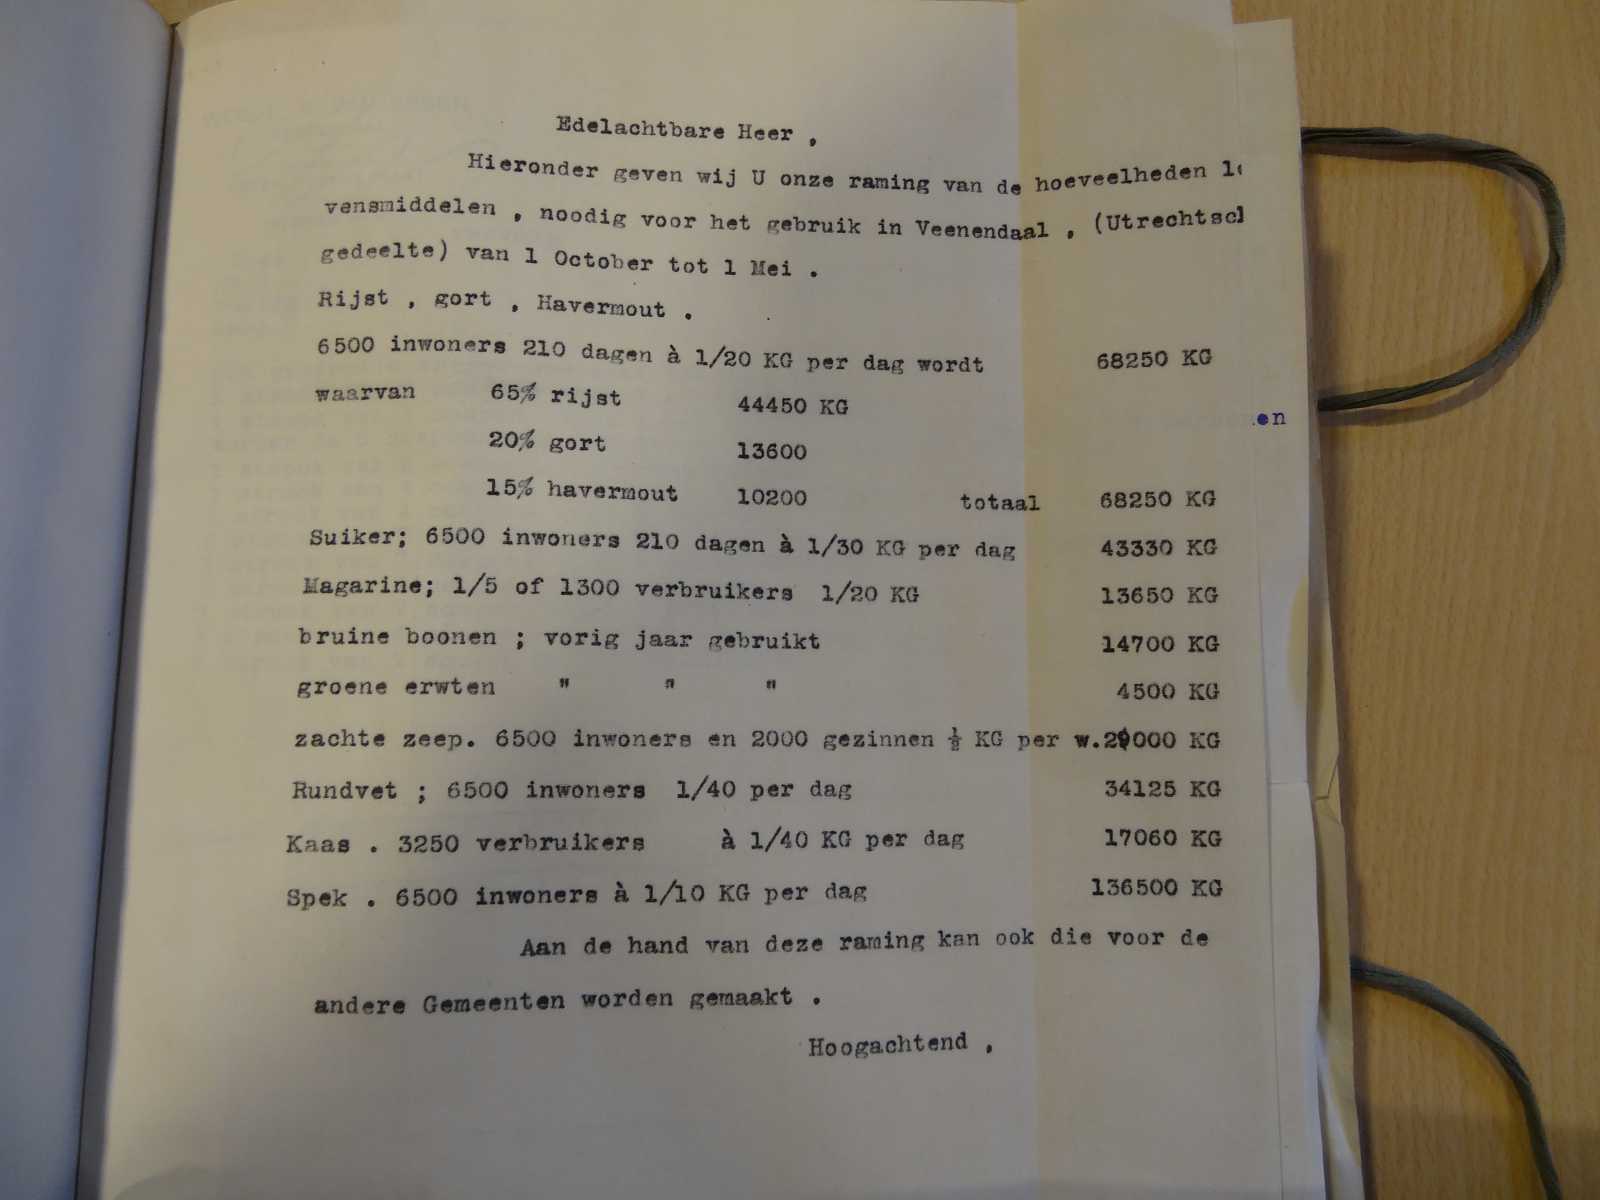 Edelachtbare Heer .
Hieronder geven wij U onze raming van de hoeveelheden l
vensmiddelen , noodig voor het gebruik in Veenendaal , (Utrechtsc
gedeelte) van 1 October tot 1 Mei .
Rijst , gort , Havermout .
6500 inwoners 210 dagen à 1/20 KG per dag wordt 68250 KG
waarvan 65% rijst 44450 KG
en
20% gort 13600
15% havermout 10200 totaal 68250 KG
Suiker; 6500 inwoners 210 dagen à 1/30 KG per dag 43330 KG
Magarine; 1/5 of 1300 verbruikers 1/20 KG 13650 KG
bruine boonen ; vorig jaar gebruikt 14700 KG
groene erwten " " " 4500 KG
zachte zeep. 6500 inwoners en 2000 gezinnen ½ KG per w. KG
Rundvet ; 6500 inwoners 1/40 per dag 34125 KG
Kaas . 3250 verbruikers à 1/40 KG per dag 17060 KG
Spek . 6500 inwoners à 1/10 KG per dag 136500 KG
Aan de hand van deze raming kan ook die voor de
andere Gemeenten worden gemaakt .
Hoogachtend ,